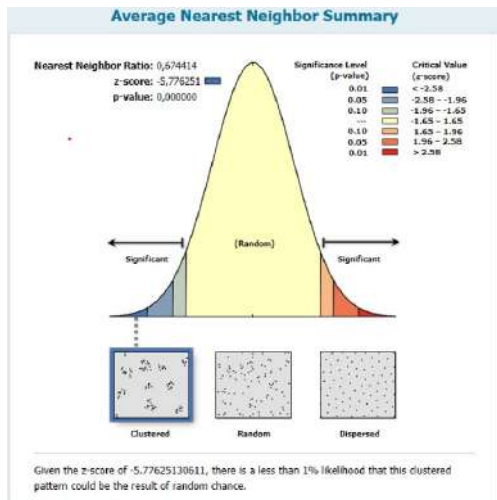 Average Nearest Neighbor Summary
Nearest Neighbor Ratio: 0,674414
z-score: -5,776251
p-value: 0,000000
Significance Level (p-value)
Critical Value (z-score)
0.01 < -2.58
0.05 -2.58 - -1.96
0.10 -1.96 - -1.65
--- -1.65 - 1.65
0.10 1.65 - 1.96
0.05 1.96 - 2.58
0.01 > 2.58
(Random)
Significant
Significant
Clustered
Random
Dispersed
Given the z-score of -5.77625130611, there is a less than 1% likelihood that this clustered
pattern could be the result of random chance.